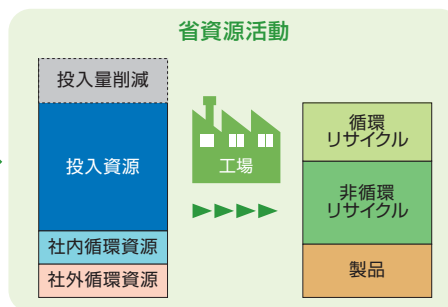 省資源活動
投入量削減
投入資源
社内循環資源
社外循環資源
工場
循環
リサイクル
非循環
リサイクル
製品